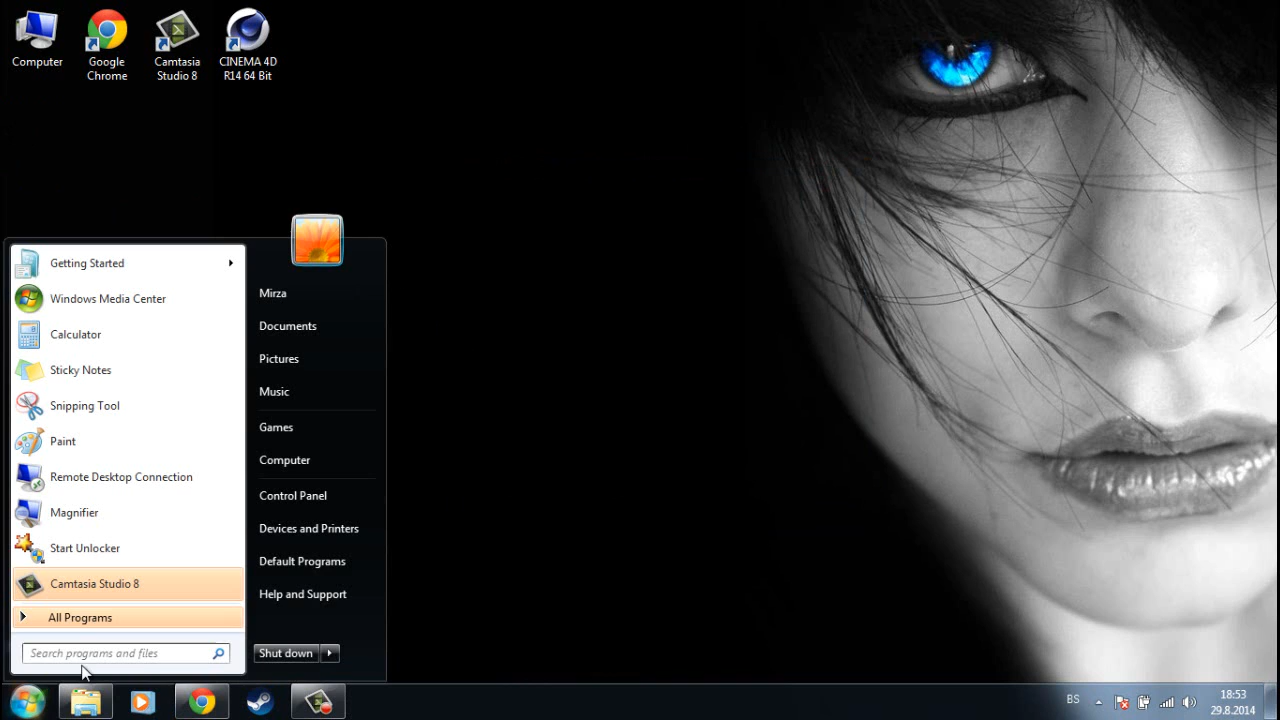 Computer
Google
Chrome
Camtasia
Studio 8
CINEMA 4D
R14 64 Bit
Getting Started
Windows Media Center
Calculator
Sticky Notes
Snipping Tool
Paint
Remote Desktop Connection
Magnifier
Start Unlocker
Camtasia Studio 8
All Programs
Search programs and files
Mirza
Documents
Pictures
Music
Games
Computer
Control Panel
Devices and Printers
Default Programs
Help and Support
Shut down
BS
18:53
29.8.2014